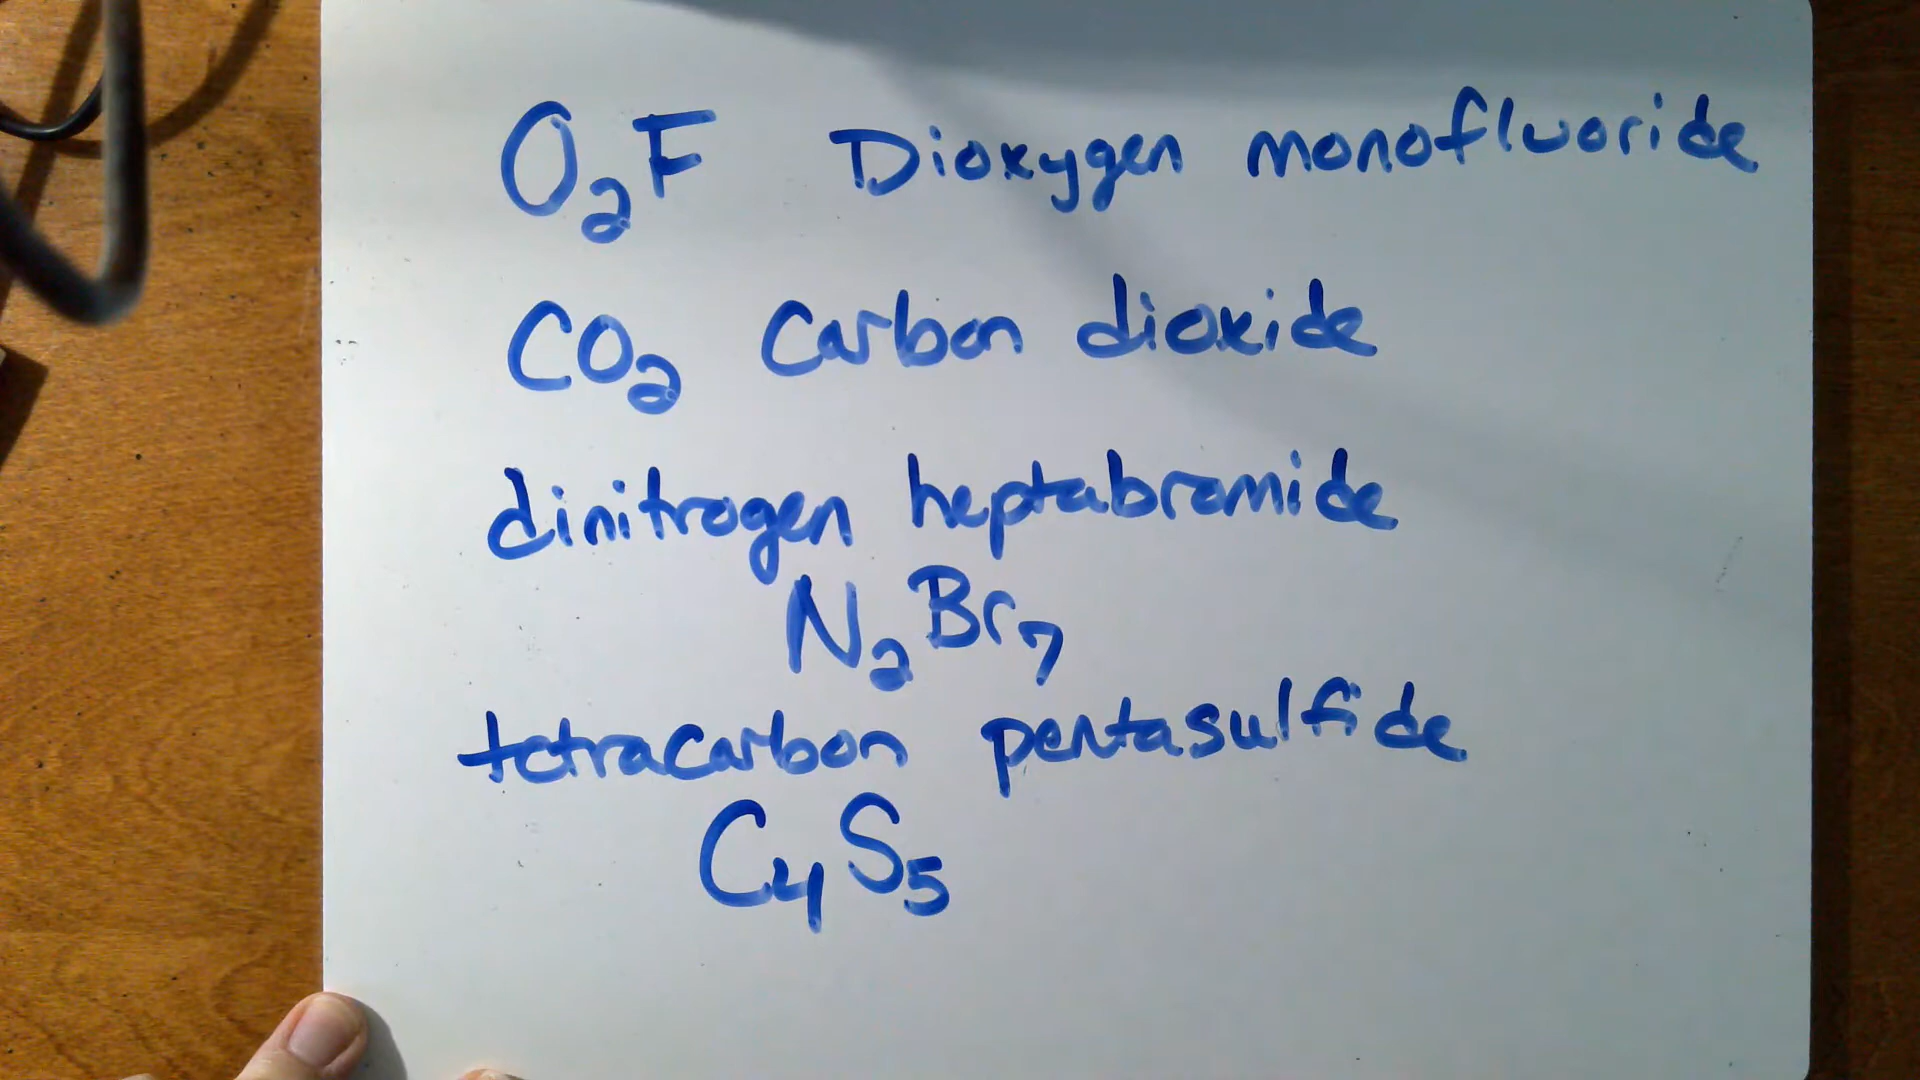 O₂F Dioxygen monofluoride
CO₂ Carbon dioxide
dinitrogen heptabromide
N₂Br₇
tetracarbon pentasulfide
C₄S₅